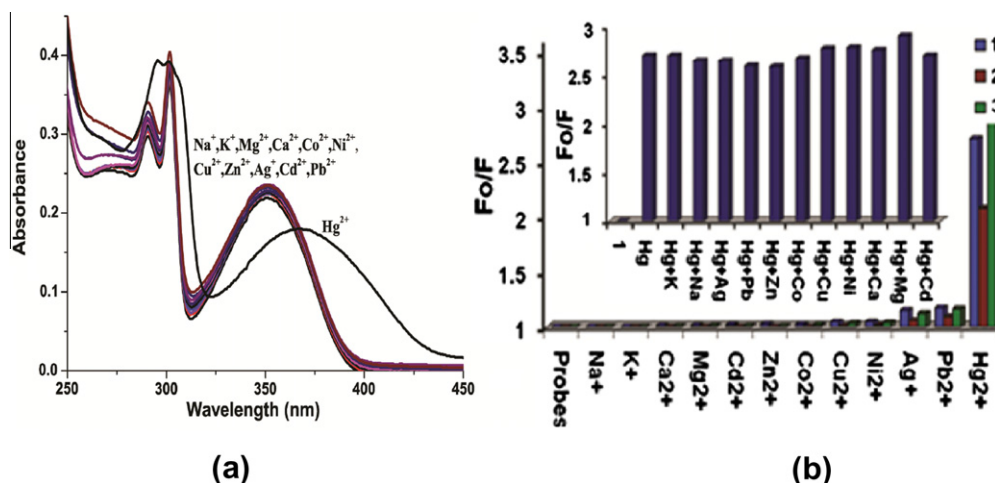 0.4
0.3
0.2
0.1
0.0
Absorbance
Na⁺,K⁺,Mg²⁺,Ca²⁺,Co²⁺,Ni²⁺,
Cu²⁺,Zn²⁺,Ag⁺,Cd²⁺,Pb²⁺
Hg²⁺
250 300 350 400 450
Wavelength (nm)
(a)
3.5
3
2.5
2
1.5
1
Fo/F
3
2.5
2
1.5
1
Fo/F
1
Hg
Hg+K
Hg+Na
Hg+Ag
Hg+Pb
Hg+Zn
Hg+Co
Hg+Cu
Hg+Ni
Hg+Ca
Hg+Mg
Hg+Cd
1
2
3
Probes
Na+
K+
Ca2+
Mg2+
Cd2+
Zn2+
Co2+
Cu2+
Ni2+
Ag+
Pb2+
Hg2+
(b)